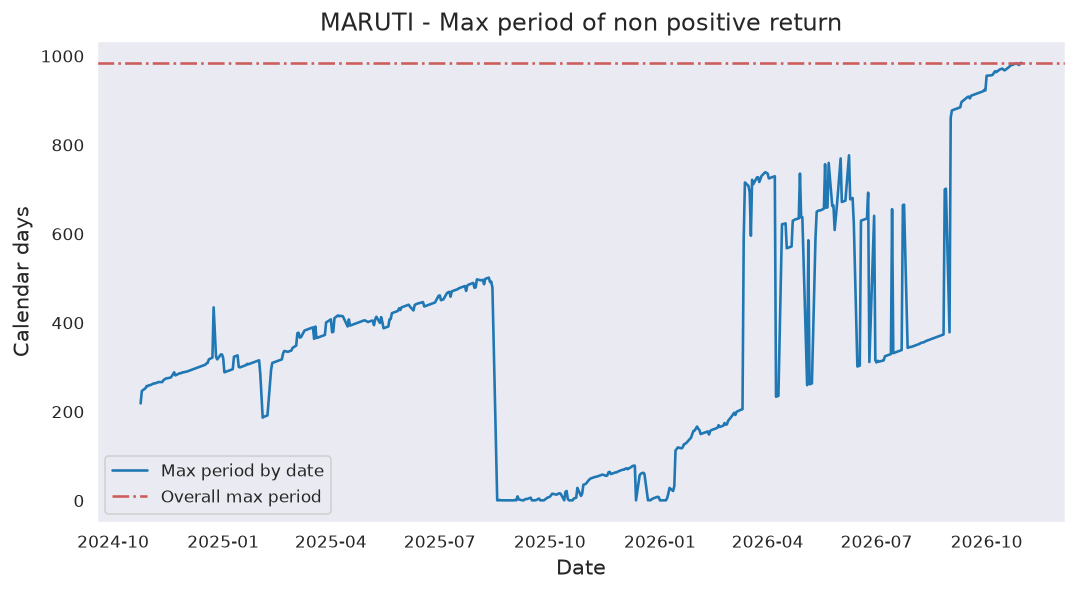 MARUTI - Max period of non positive return
1000
800
600
400
200
0
Calendar days
Max period by date
Overall max period
2024-10 2025-01 2025-04 2025-07 2025-10 2026-01 2026-04 2026-07 2026-10
Date